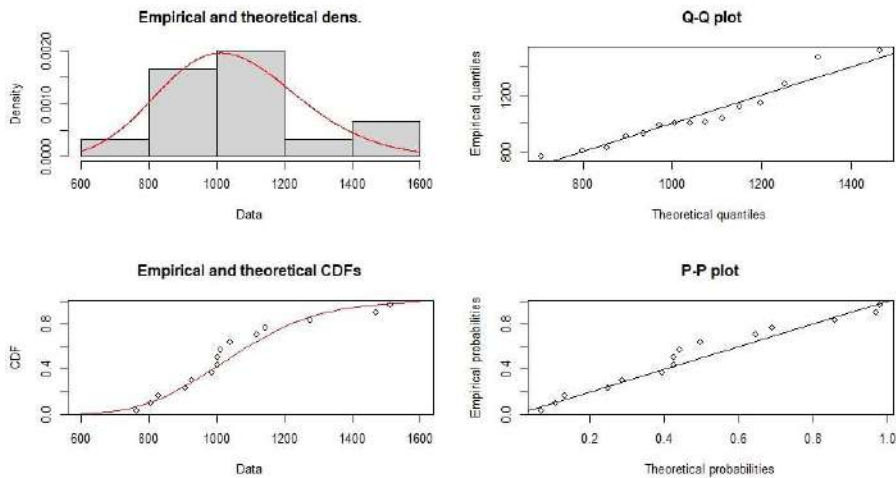 Empirical and theoretical dens.
Density
0.0000 0.0010 0.0020
600 800 1000 1200 1400 1600
Data
Q-Q plot
Empirical quantiles
800 1200
800 1000 1200 1400
Theoretical quantiles
Empirical and theoretical CDFs
CDF
0.0 0.4 0.8
600 800 1000 1200 1400 1600
Data
P-P plot
Empirical probabilities
0.0 0.4 0.8
0.2 0.4 0.6 0.8 1.0
Theoretical probabilities